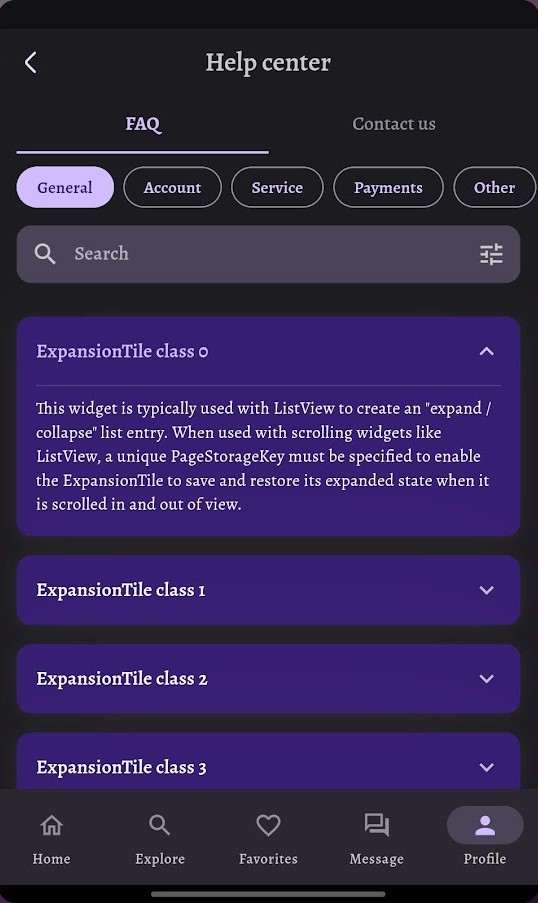 Help center
FAQ
Contact us
General
Account
Service
Payments
Other
Search
ExpansionTile class 0
This widget is typically used with ListView to create an "expand /
collapse" list entry. When used with scrolling widgets like
ListView, a unique PageStorageKey must be specified to enable
the ExpansionTile to save and restore its expanded state when it
is scrolled in and out of view.
ExpansionTile class 1
ExpansionTile class 2
ExpansionTile class 3
Home
Explore
Favorites
Message
Profile